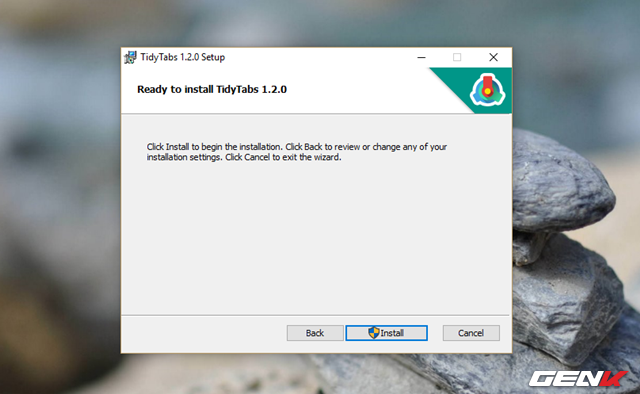 TidyTabs 1.2.0 Setup
Ready to install TidyTabs 1.2.0
Click Install to begin the installation. Click Back to review or change any of your
installation settings. Click Cancel to exit the wizard.
Back
Install
Cancel
GENK